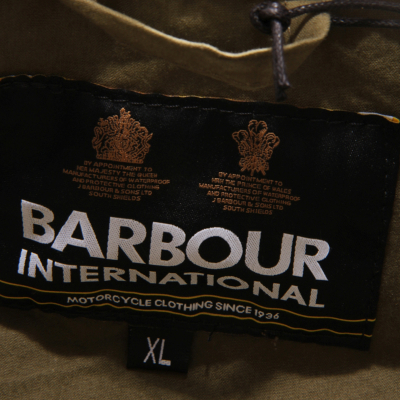 BY APPOINTMENT TO
HER MAJESTY THE QUEEN
MANUFACTURERS OF WATERPROOF
AND PROTECTIVE CLOTHING
J BARBOUR & SONS LTD
SOUTH SHIELDS
BY APPOINTMENT TO
HRH THE PRINCE OF WALES
MANUFACTURERS OF WATERPROOF
AND PROTECTIVE CLOTHING
J BARBOUR & SONS LTD
SOUTH SHIELDS
BARBOUR
INTERNATIONAL
MOTORCYCLE CLOTHING SINCE 1936
XL